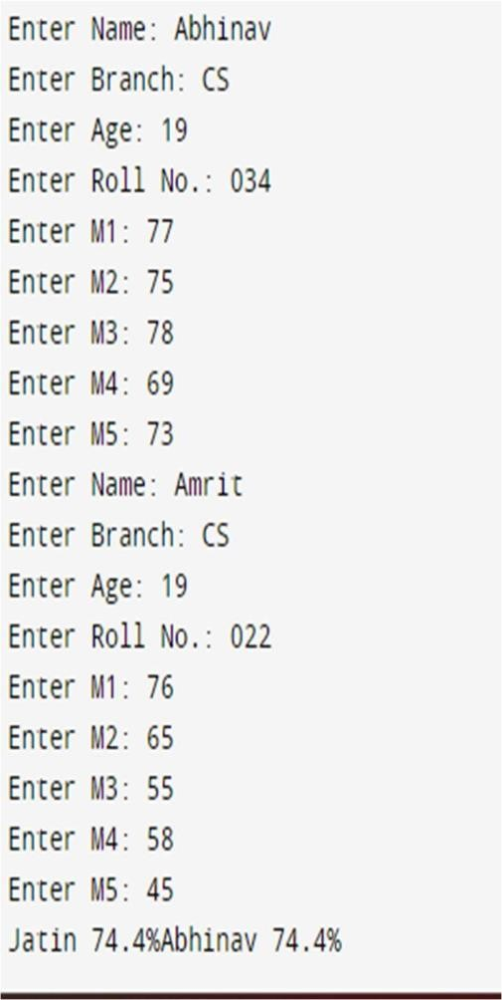 Enter Name: Abhinav
Enter Branch: CS
Enter Age: 19
Enter Roll No.: 034
Enter M1: 77
Enter M2: 75
Enter M3: 78
Enter M4: 69
Enter M5: 73
Enter Name: Amrit
Enter Branch: CS
Enter Age: 19
Enter Roll No.: 022
Enter M1: 76
Enter M2: 65
Enter M3: 55
Enter M4: 58
Enter M5: 45
Jatin 74.4%Abhinav 74.4%